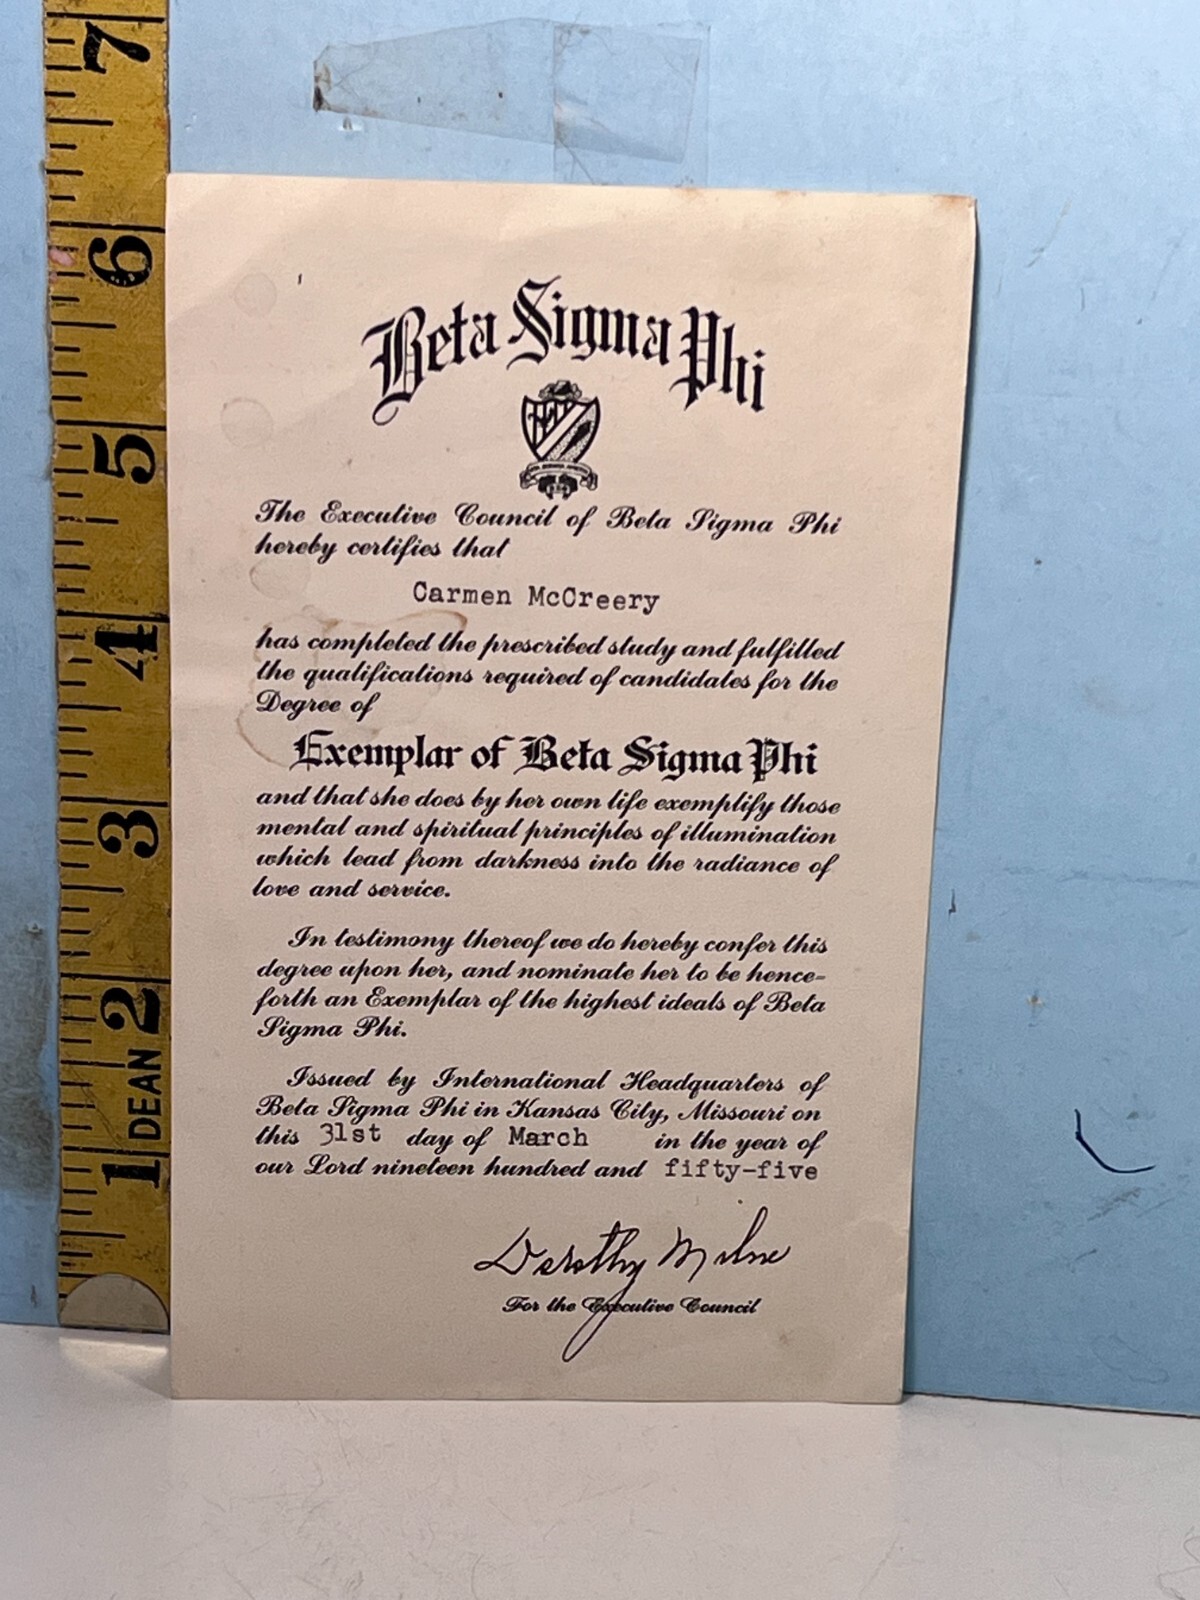 7
6
5
4
3
2
DEAN
1
Beta Sigma Phi
The Executive Council of Beta Sigma Phi
hereby certifies that
Carmen McCreery
has completed the prescribed study and fulfilled
the qualifications required of candidates for the
Degree of
Exemplar of Beta Sigma Phi
and that she does by her own life exemplify those
mental and spiritual principles of illumination
which lead from darkness into the radiance of
love and service.
In testimony thereof we do hereby confer this
degree upon her, and nominate her to be hence-
forth an Exemplar of the highest ideals of Beta
Sigma Phi.
Issued by International Headquarters of
Beta Sigma Phi in Kansas City, Missouri on
this 31st day of March in the year of
our Lord nineteen hundred and fifty-five
Dorothy Milne
For the Executive Council